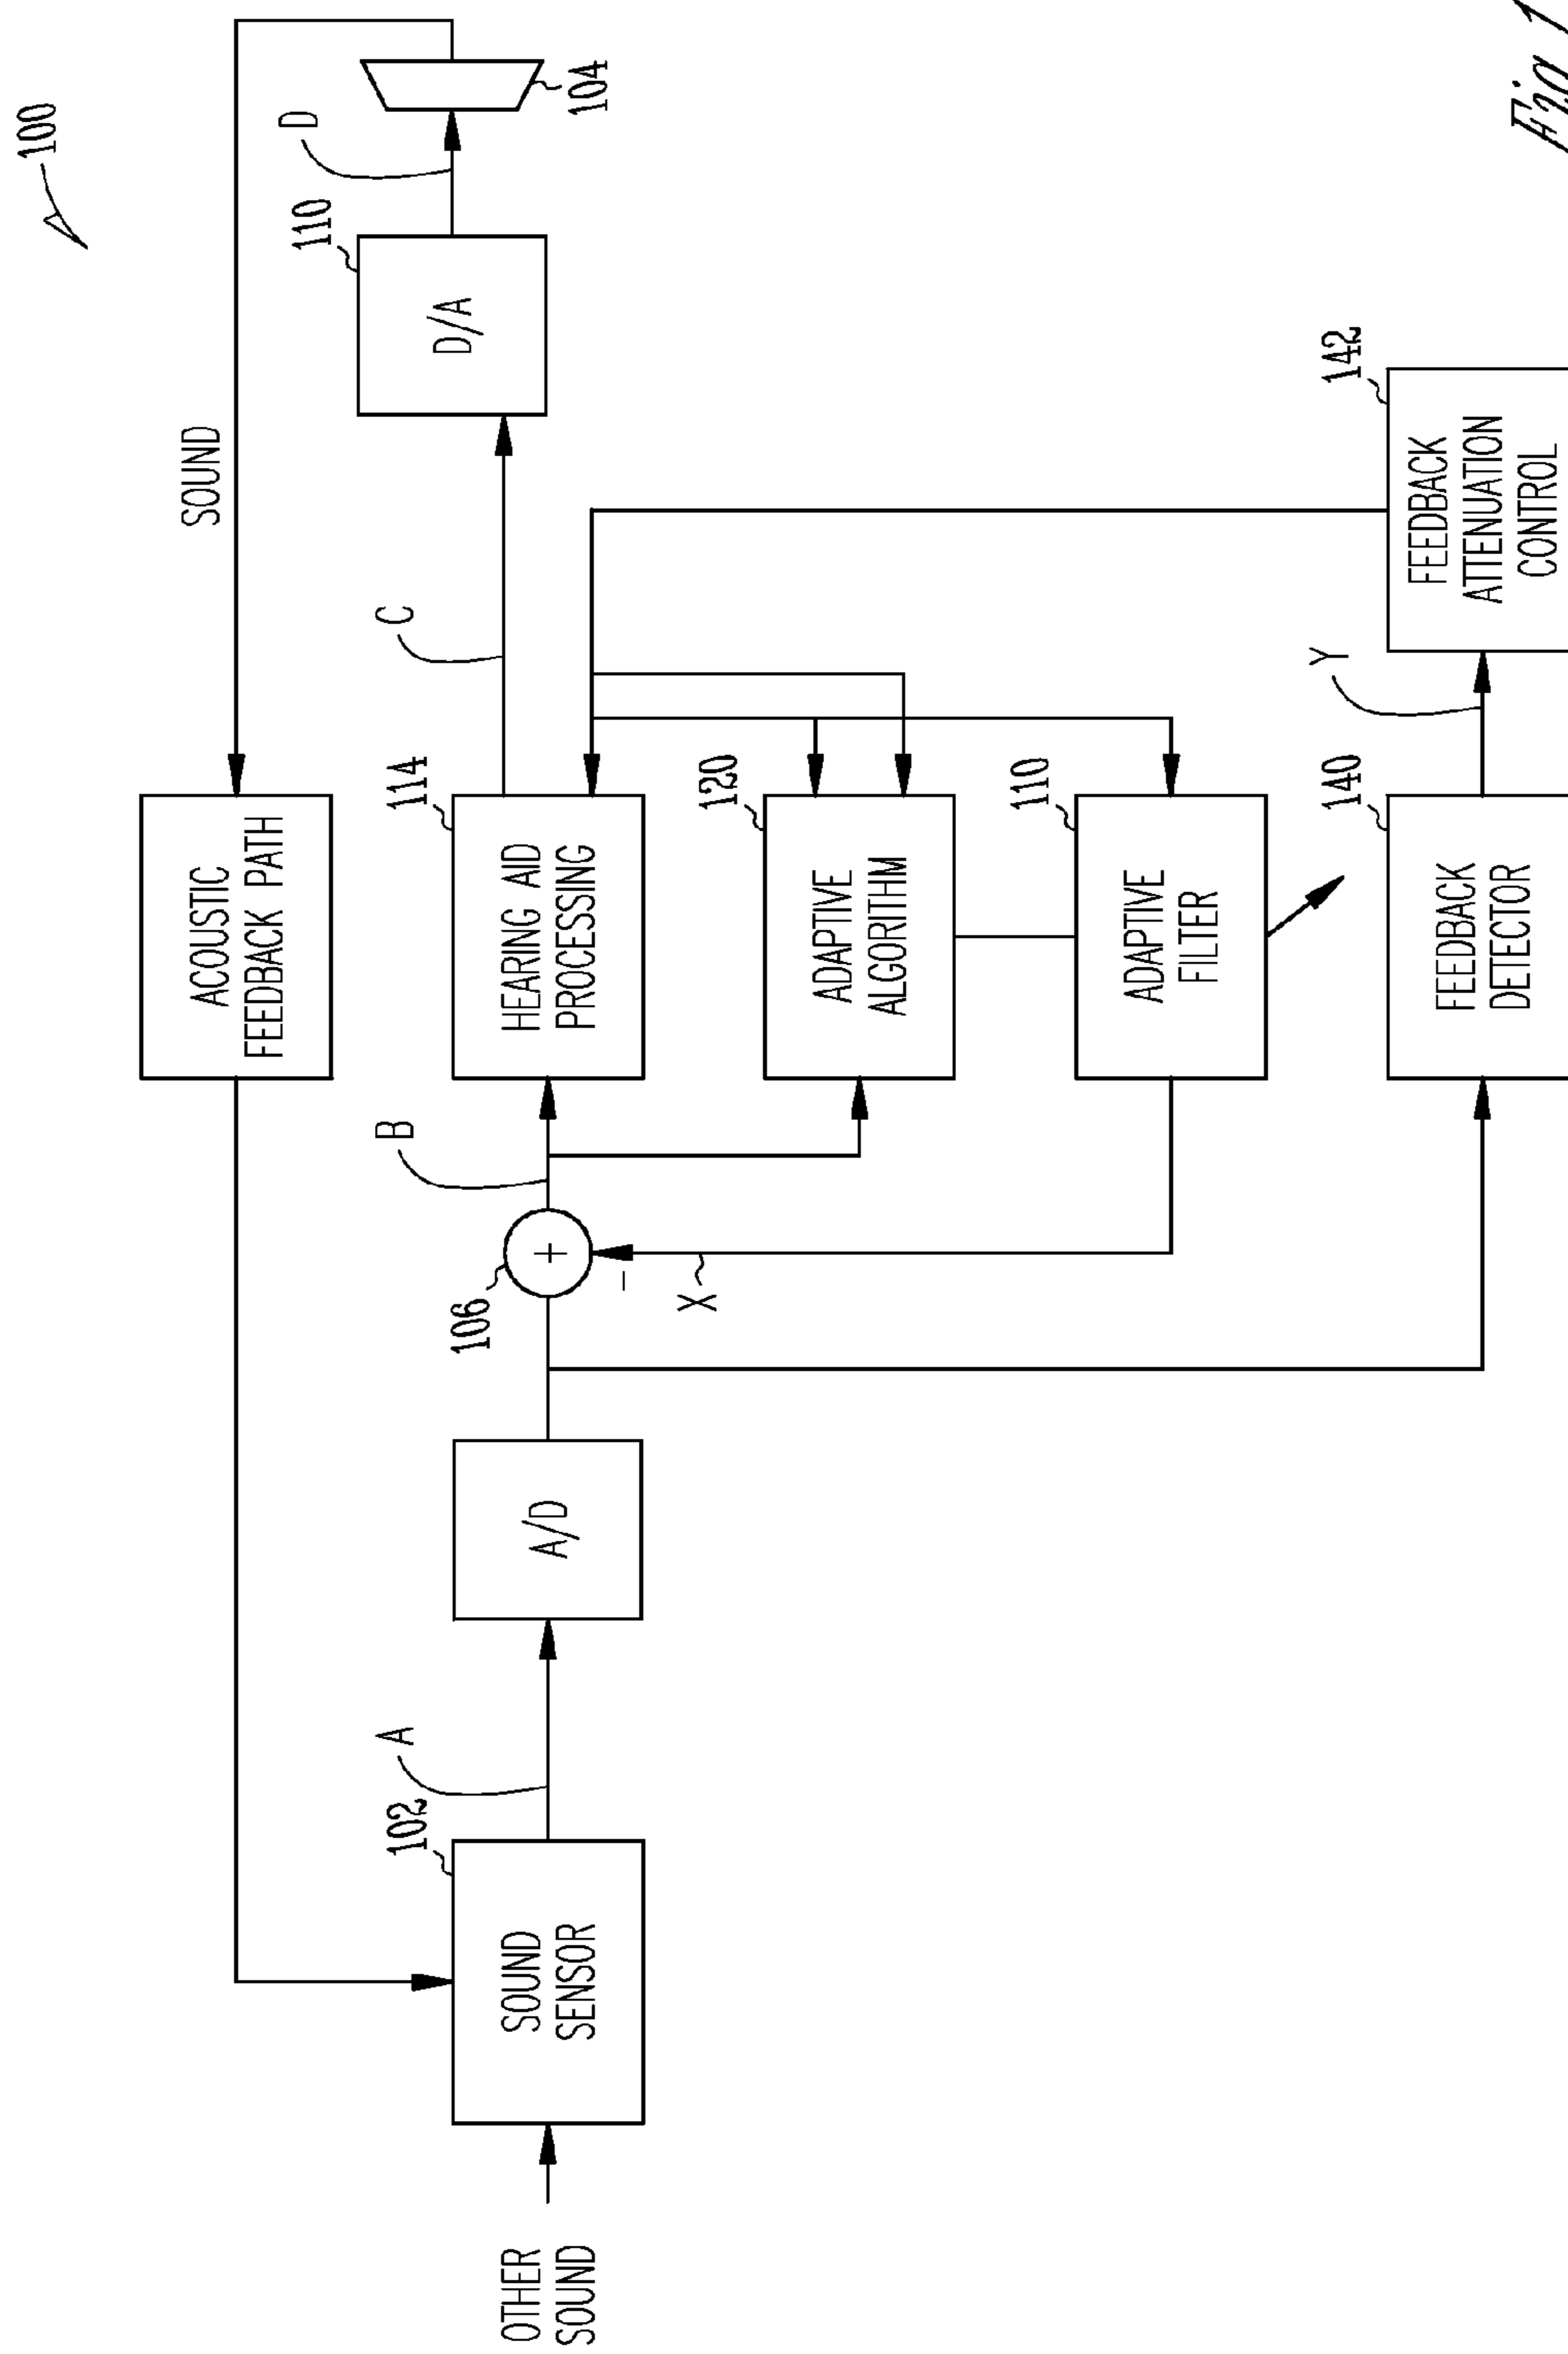 100
SOUND
ACOUSTIC
FEEDBACK PATH
D
110
D/A
104
C
114
HEARING AID
PROCESSING
B
106
+
-
X
A
102
SOUND
SENSOR
A/D
OTHER
SOUND
120
ADAPTIVE
ALGORITHM
110
ADAPTIVE
FILTER
140
FEEDBACK
DETECTOR
Y
142
FEEDBACK
ATTENUATION
CONTROL
Fig. 1